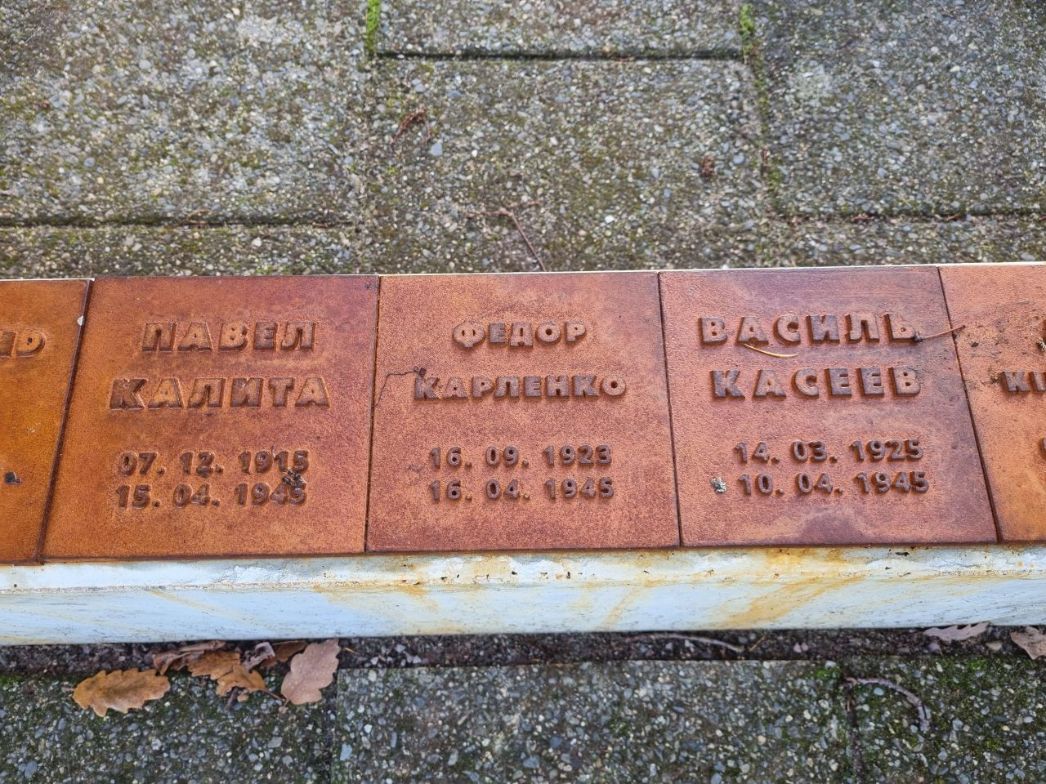 ПАВЕЛ
КАЛИТА
07. 12. 1915
15. 04. 1945
ФЕДОР
КАРЛЕНКО
16. 09. 1923
16. 04. 1945
ВАСИЛЬ
КАСЕЕВ
14. 03. 1925
10. 04. 1945